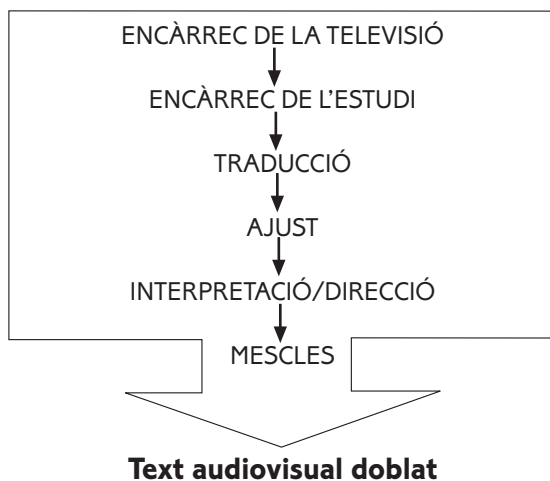 ENCÀRREC DE LA TELEVISIÓ
ENCÀRREC DE L’ESTUDI
TRADUCCIÓ
AJUST
INTERPRETACIÓ/DIRECCIÓ
MESCLES
Text audiovisual doblat